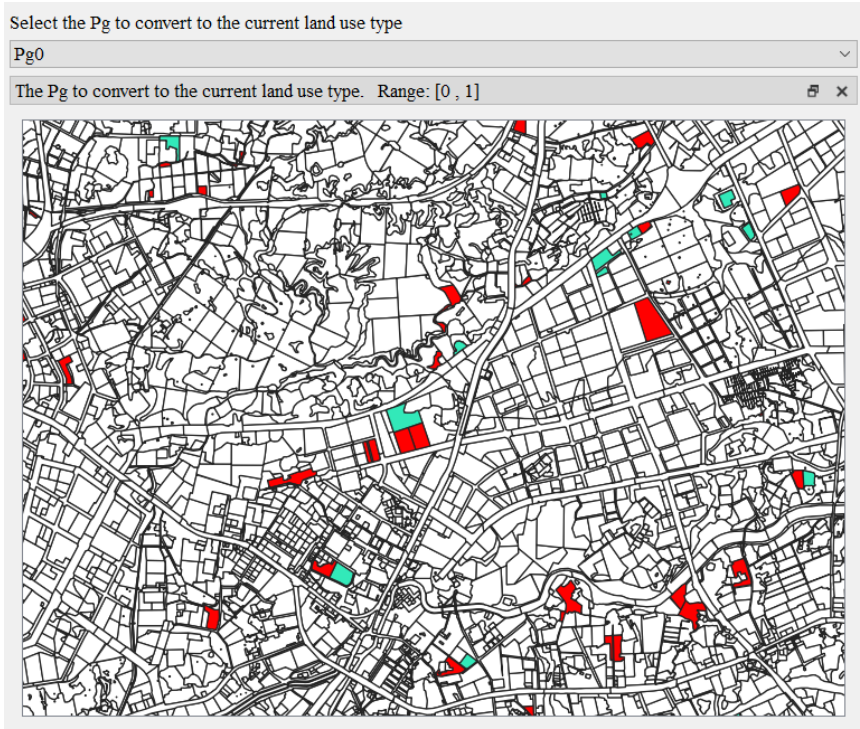 Select the Pg to convert to the current land use type
Pg0
The Pg to convert to the current land use type. Range: [0 , 1]